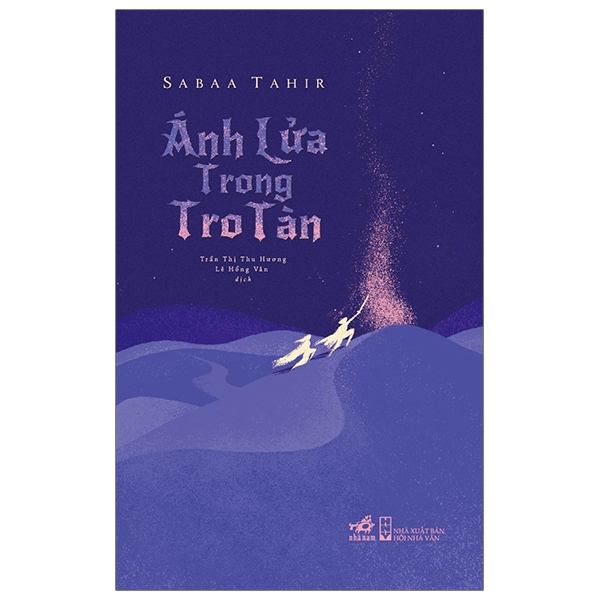 SABAA TAHIR
Ánh Lửa
Trong
Tro Tàn
Trần Thị Thu Hương
Lê Hồng Vân
dịch
nhã nam
NHÀ XUẤT BẢN
HỘI NHÀ VĂN